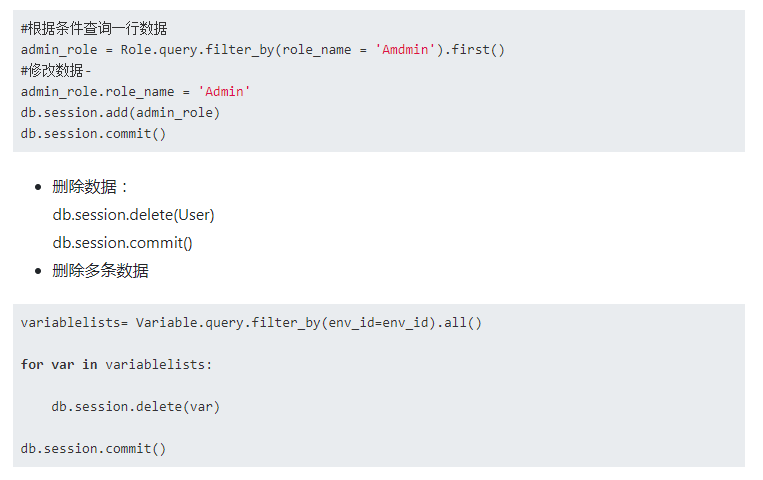 #根据条件查询一行数据
admin_role = Role.query.filter_by(role_name = 'Amdmin').first()
#修改数据-
admin_role.role_name = 'Admin'
db.session.add(admin_role)
db.session.commit()
• 删除数据：
db.session.delete(User)
db.session.commit()
• 删除多条数据
variablelists= Variable.query.filter_by(env_id=env_id).all()
for var in variablelists:
    db.session.delete(var)
db.session.commit()